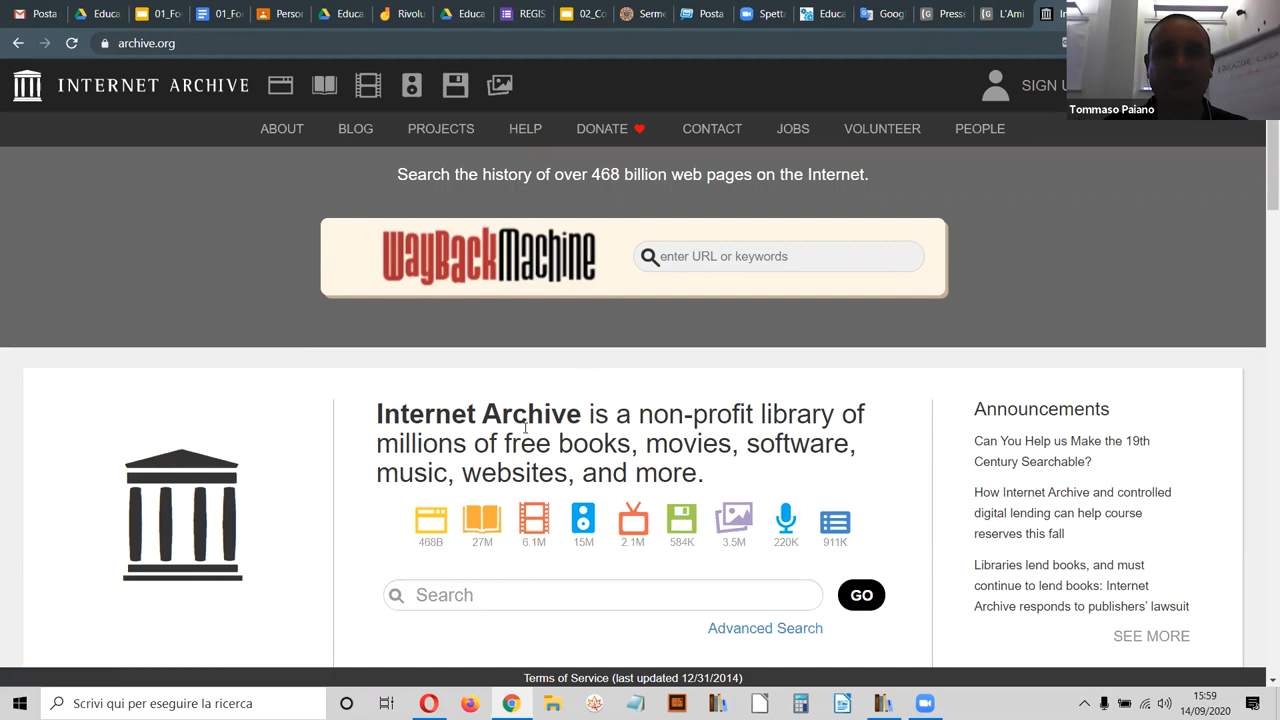 Posta
Educa
01_Fo
01_Fo
Perso
Educa
Rivolu
Educa
REGIS
02_Co
Serme
Posta
Spettu
Educa
Goog
Presse
L'Ami
archive.org
INTERNET ARCHIVE
SIGN U
Tommaso Paiano
ABOUT
BLOG
PROJECTS
HELP
DONATE
CONTACT
JOBS
VOLUNTEER
PEOPLE
Search the history of over 468 billion web pages on the Internet.
WayBackMachine
enter URL or keywords
Internet Archive is a non-profit library of
millions of free books, movies, software,
music, websites, and more.
468B
27M
6.1M
15M
2.1M
584K
3.5M
220K
911K
Search
GO
Advanced Search
Announcements
Can You Help us Make the 19th
Century Searchable?
How Internet Archive and controlled
digital lending can help course
reserves this fall
Libraries lend books, and must
continue to lend books: Internet
Archive responds to publishers' lawsuit
SEE MORE
Terms of Service (last updated 12/31/2014)
Scrivi qui per eseguire la ricerca
15:59
14/09/2020